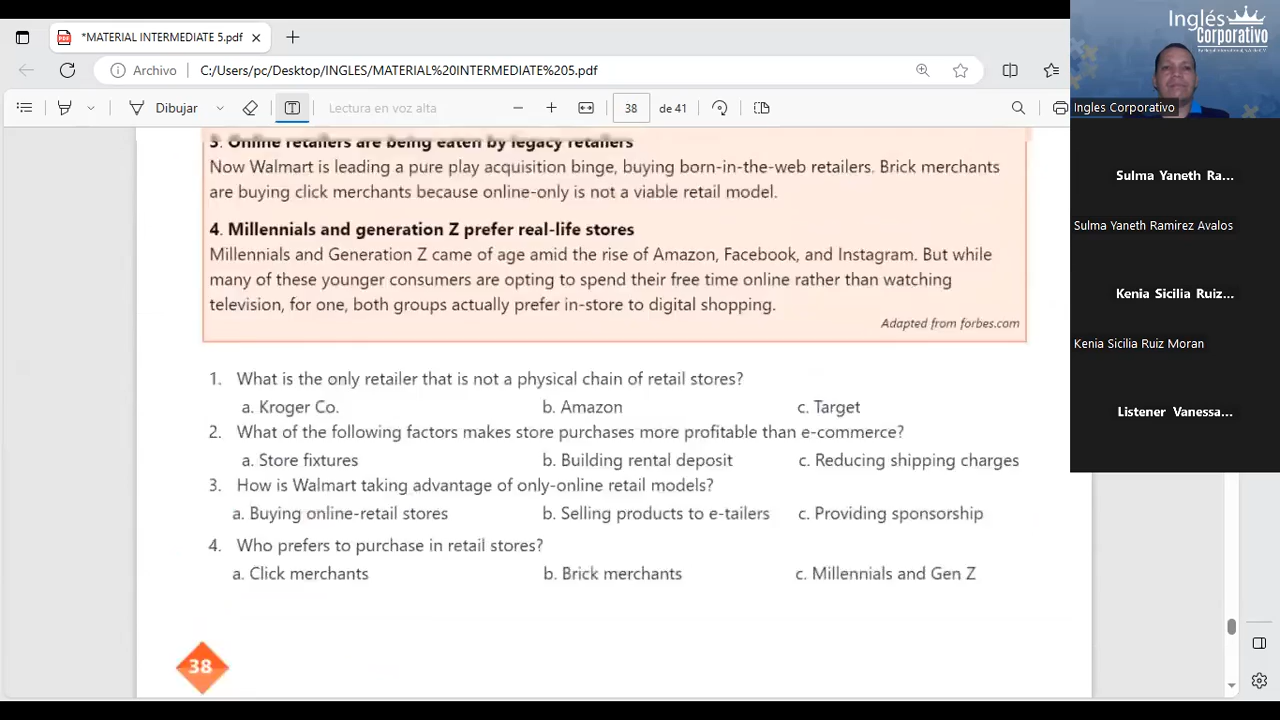 *MATERIAL INTERMEDIATE 5.pdf
Archivo
C:/Users/pc/Desktop/INGLES/MATERIAL%20INTERMEDIATE%205.pdf
Dibujar
Lectura en voz alta
38
de 41
3. Online retailers are being eaten by legacy retailers
Now Walmart is leading a pure play acquisition binge, buying born-in-the-web retailers. Brick merchants
are buying click merchants because online-only is not a viable retail model.
4. Millennials and generation Z prefer real-life stores
Millennials and Generation Z came of age amid the rise of Amazon, Facebook, and Instagram. But while
many of these younger consumers are opting to spend their free time online rather than watching
television, for one, both groups actually prefer in-store to digital shopping.
Adapted from forbes.com
1. What is the only retailer that is not a physical chain of retail stores?
a. Kroger Co. b. Amazon c. Target
2. What of the following factors makes store purchases more profitable than e-commerce?
a. Store fixtures b. Building rental deposit c. Reducing shipping charges
3. How is Walmart taking advantage of only-online retail models?
a. Buying online-retail stores b. Selling products to e-tailers c. Providing sponsorship
4. Who prefers to purchase in retail stores?
a. Click merchants b. Brick merchants c. Millennials and Gen Z
38
Inglés
Corporativo
Ingles Corporativo
Sulma Yaneth Ra...
Sulma Yaneth Ramirez Avalos
Kenia Sicilia Ruiz...
Kenia Sicilia Ruiz Moran
Listener Vanessa...